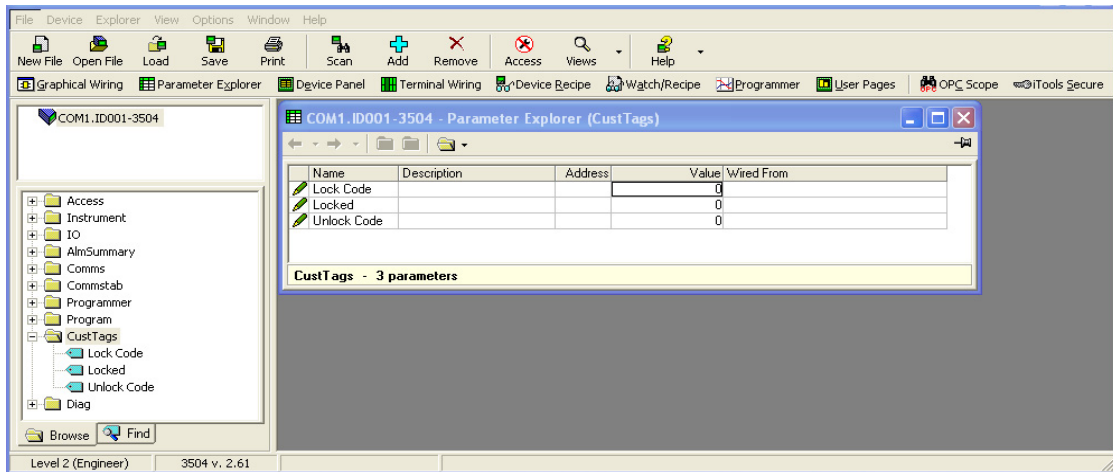 File Device Explorer View Options Window Help
New File Open File Load Save Print Scan Add Remove Access Views Help
Graphical Wiring Parameter Explorer Device Panel Terminal Wiring Device Recipe Watch/Recipe Programmer User Pages OPC Scope iTools Secure
COM1.ID001-3504
COM1.ID001-3504 - Parameter Explorer (CustTags)
Name Description Address Value Wired From
Lock Code 0
Locked 0
Unlock Code 0
CustTags - 3 parameters
Access
Instrument
IO
AlmSummary
Comms
Commstab
Programmer
Program
CustTags
Lock Code
Locked
Unlock Code
Diag
Browse Find
Level 2 (Engineer) 3504 v. 2.61